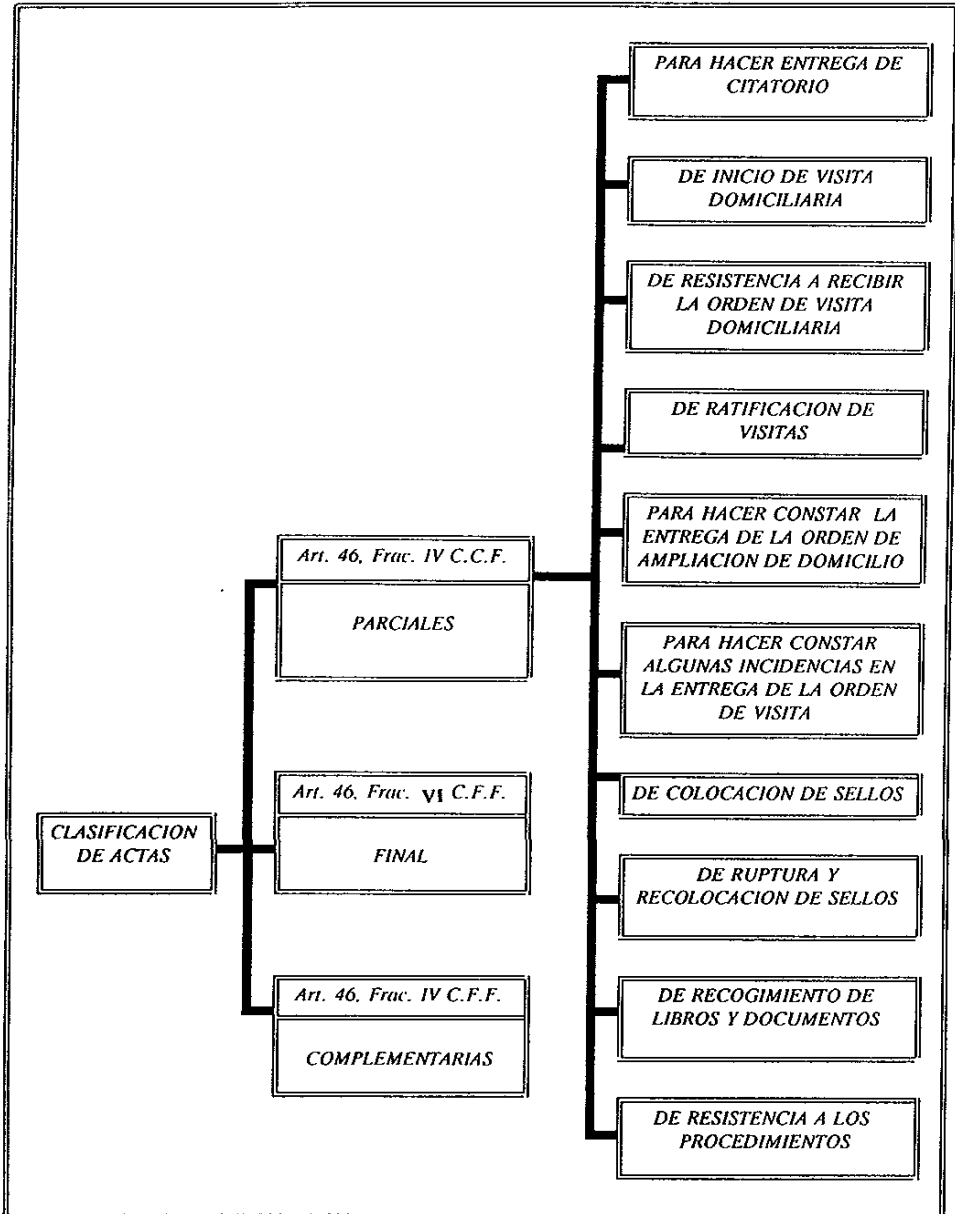 CLASIFICACION
DE ACTAS
Art. 46, Frac. IV C.C.F.
PARCIALES
Art. 46, Frac. VI C.F.F.
FINAL
Art. 46, Frac. IV C.F.F.
COMPLEMENTARIAS
PARA HACER ENTREGA DE
CITATORIO
DE INICIO DE VISITA
DOMICILIARIA
DE RESISTENCIA A RECIBIR
LA ORDEN DE VISITA
DOMICILIARIA
DE RATIFICACION DE
VISITAS
PARA HACER CONSTAR LA
ENTREGA DE LA ORDEN DE
AMPLIACION DE DOMICILIO
PARA HACER CONSTAR
ALGUNAS INCIDENCIAS EN
LA ENTREGA DE LA ORDEN
DE VISITA
DE COLOCACION DE SELLOS
DE RUPTURA Y
RECOLOCACION DE SELLOS
DE RECOGIMIENTO DE
LIBROS Y DOCUMENTOS
DE RESISTENCIA A LOS
PROCEDIMIENTOS